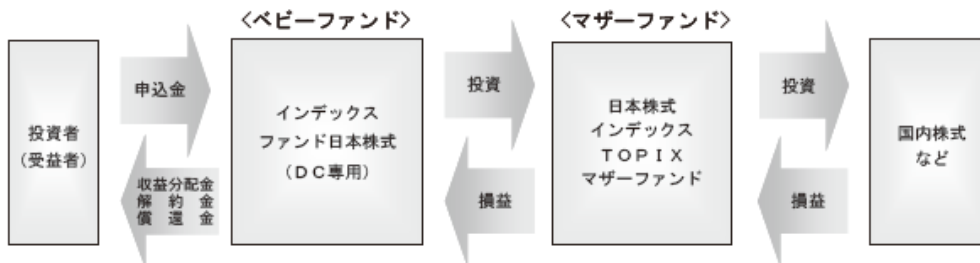 〈ベビーファンド〉
〈マザーファンド〉
投資者
(受益者)
申込金
収益分配金
解約金
償還金
インデックス
ファンド日本株式
(DC専用)
投資
損益
日本株式
インデックス
TOPIX
マザーファンド
投資
損益
国内株式
など